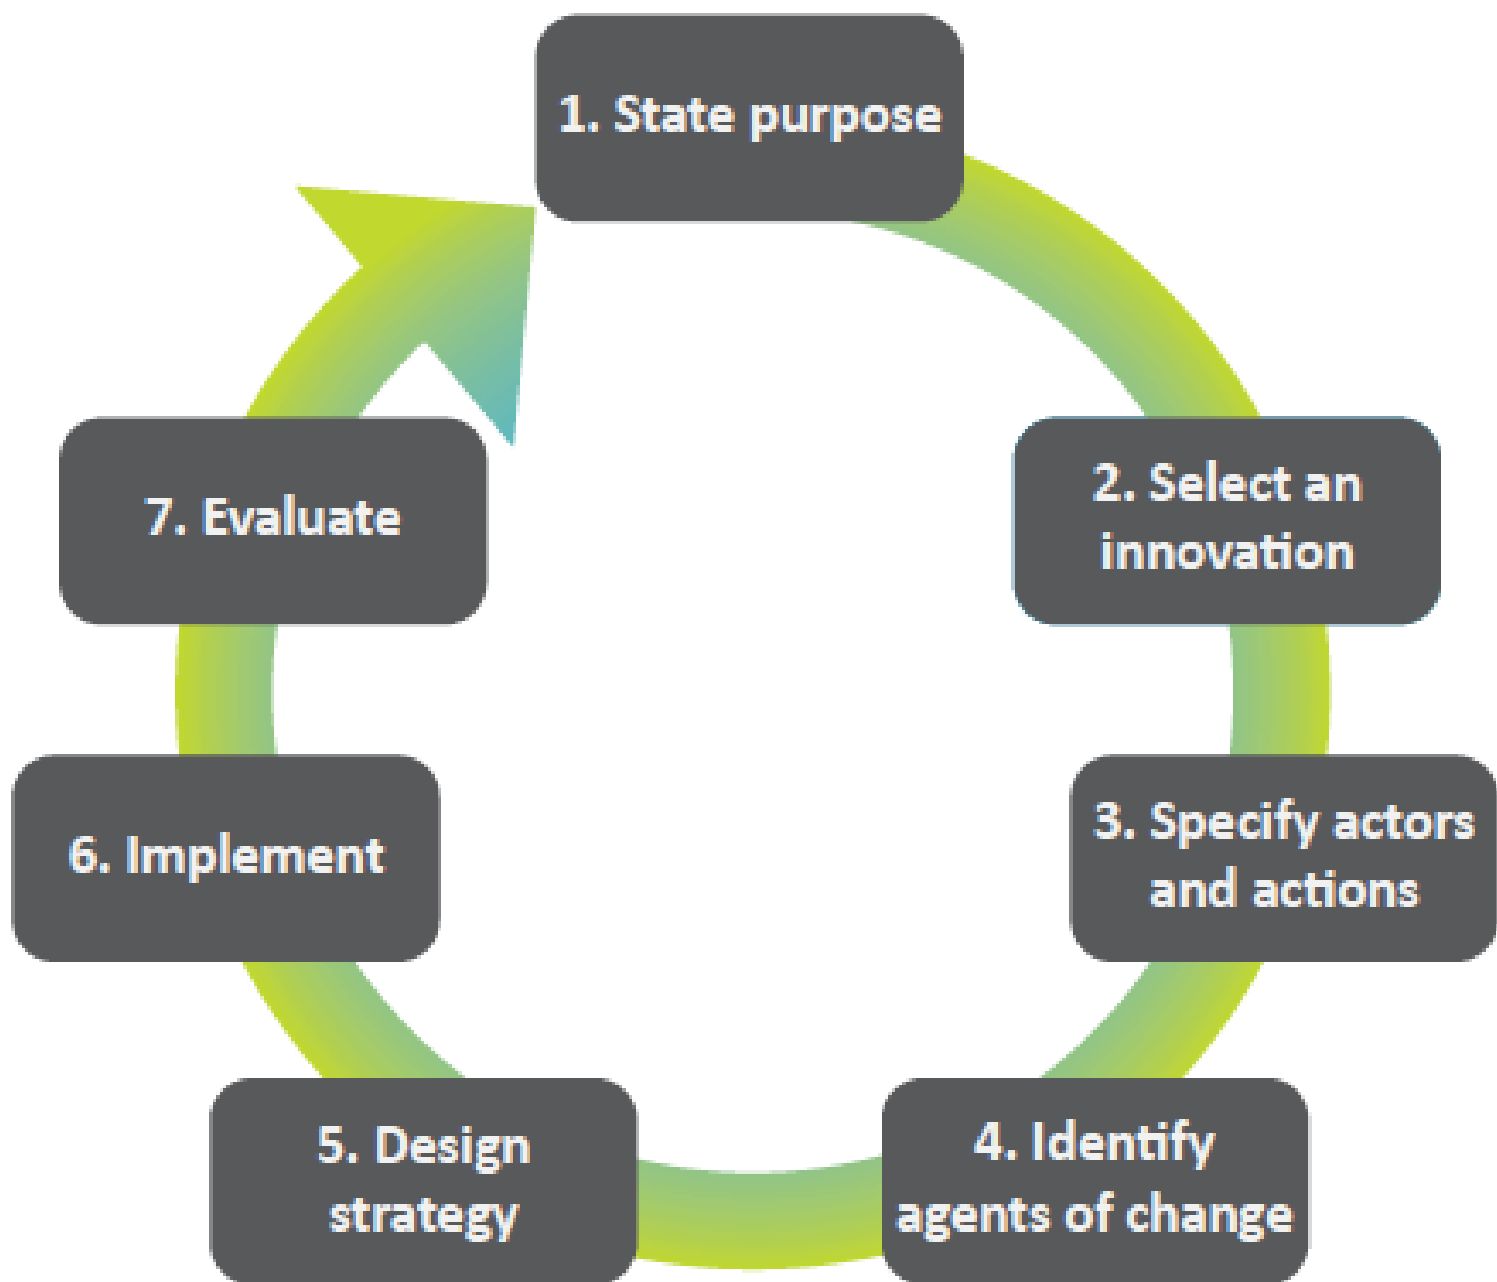 1. State purpose
2. Select an
innovation
3. Specify actors
and actions
4. Identify
agents of change
5. Design
strategy
6. Implement
7. Evaluate